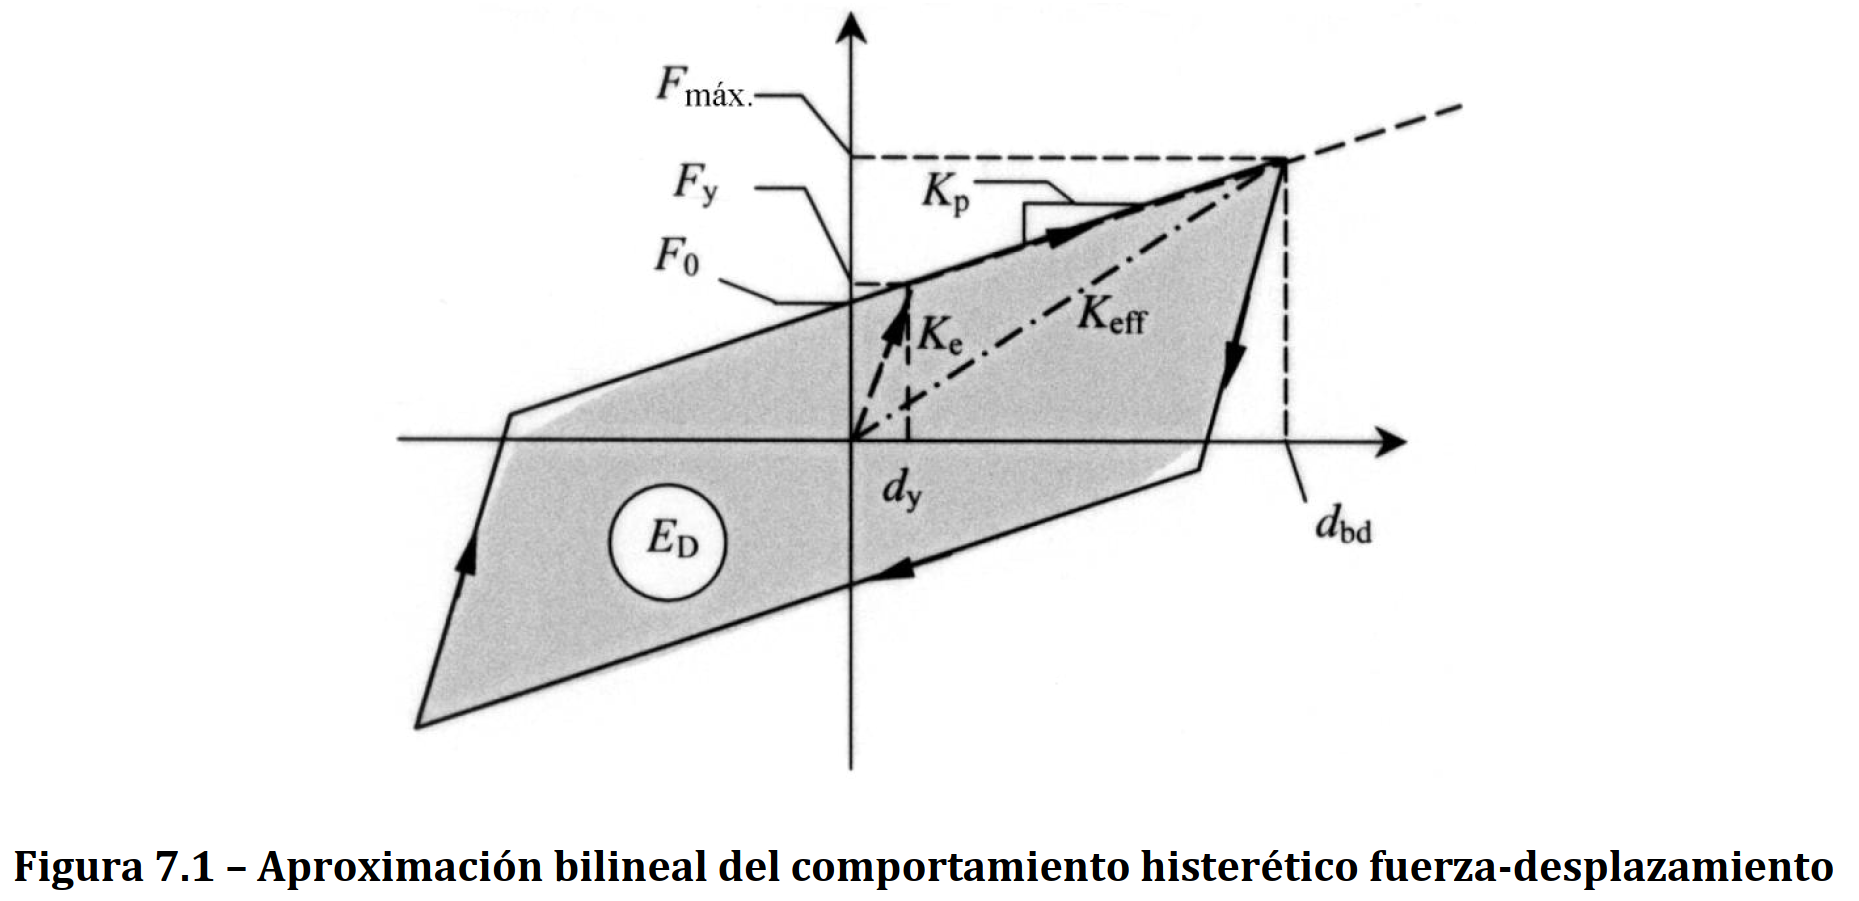 Fmáx.
Fy
Kp
F0
Ke
Keff
dy
dbd
ED
Figura 7.1 – Aproximación bilineal del comportamiento histerético fuerza-desplazamiento